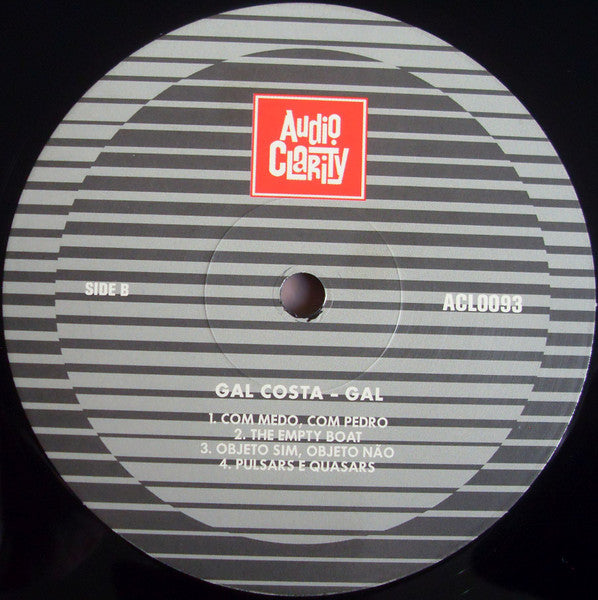 Audio
Clarity
SIDE B
ACL0093
GAL COSTA - GAL
1. COM MEDO, COM PEDRO
2. THE EMPTY BOAT
3. OBJETO SIM, OBJETO NÃO
4. PULSARS E QUASARS